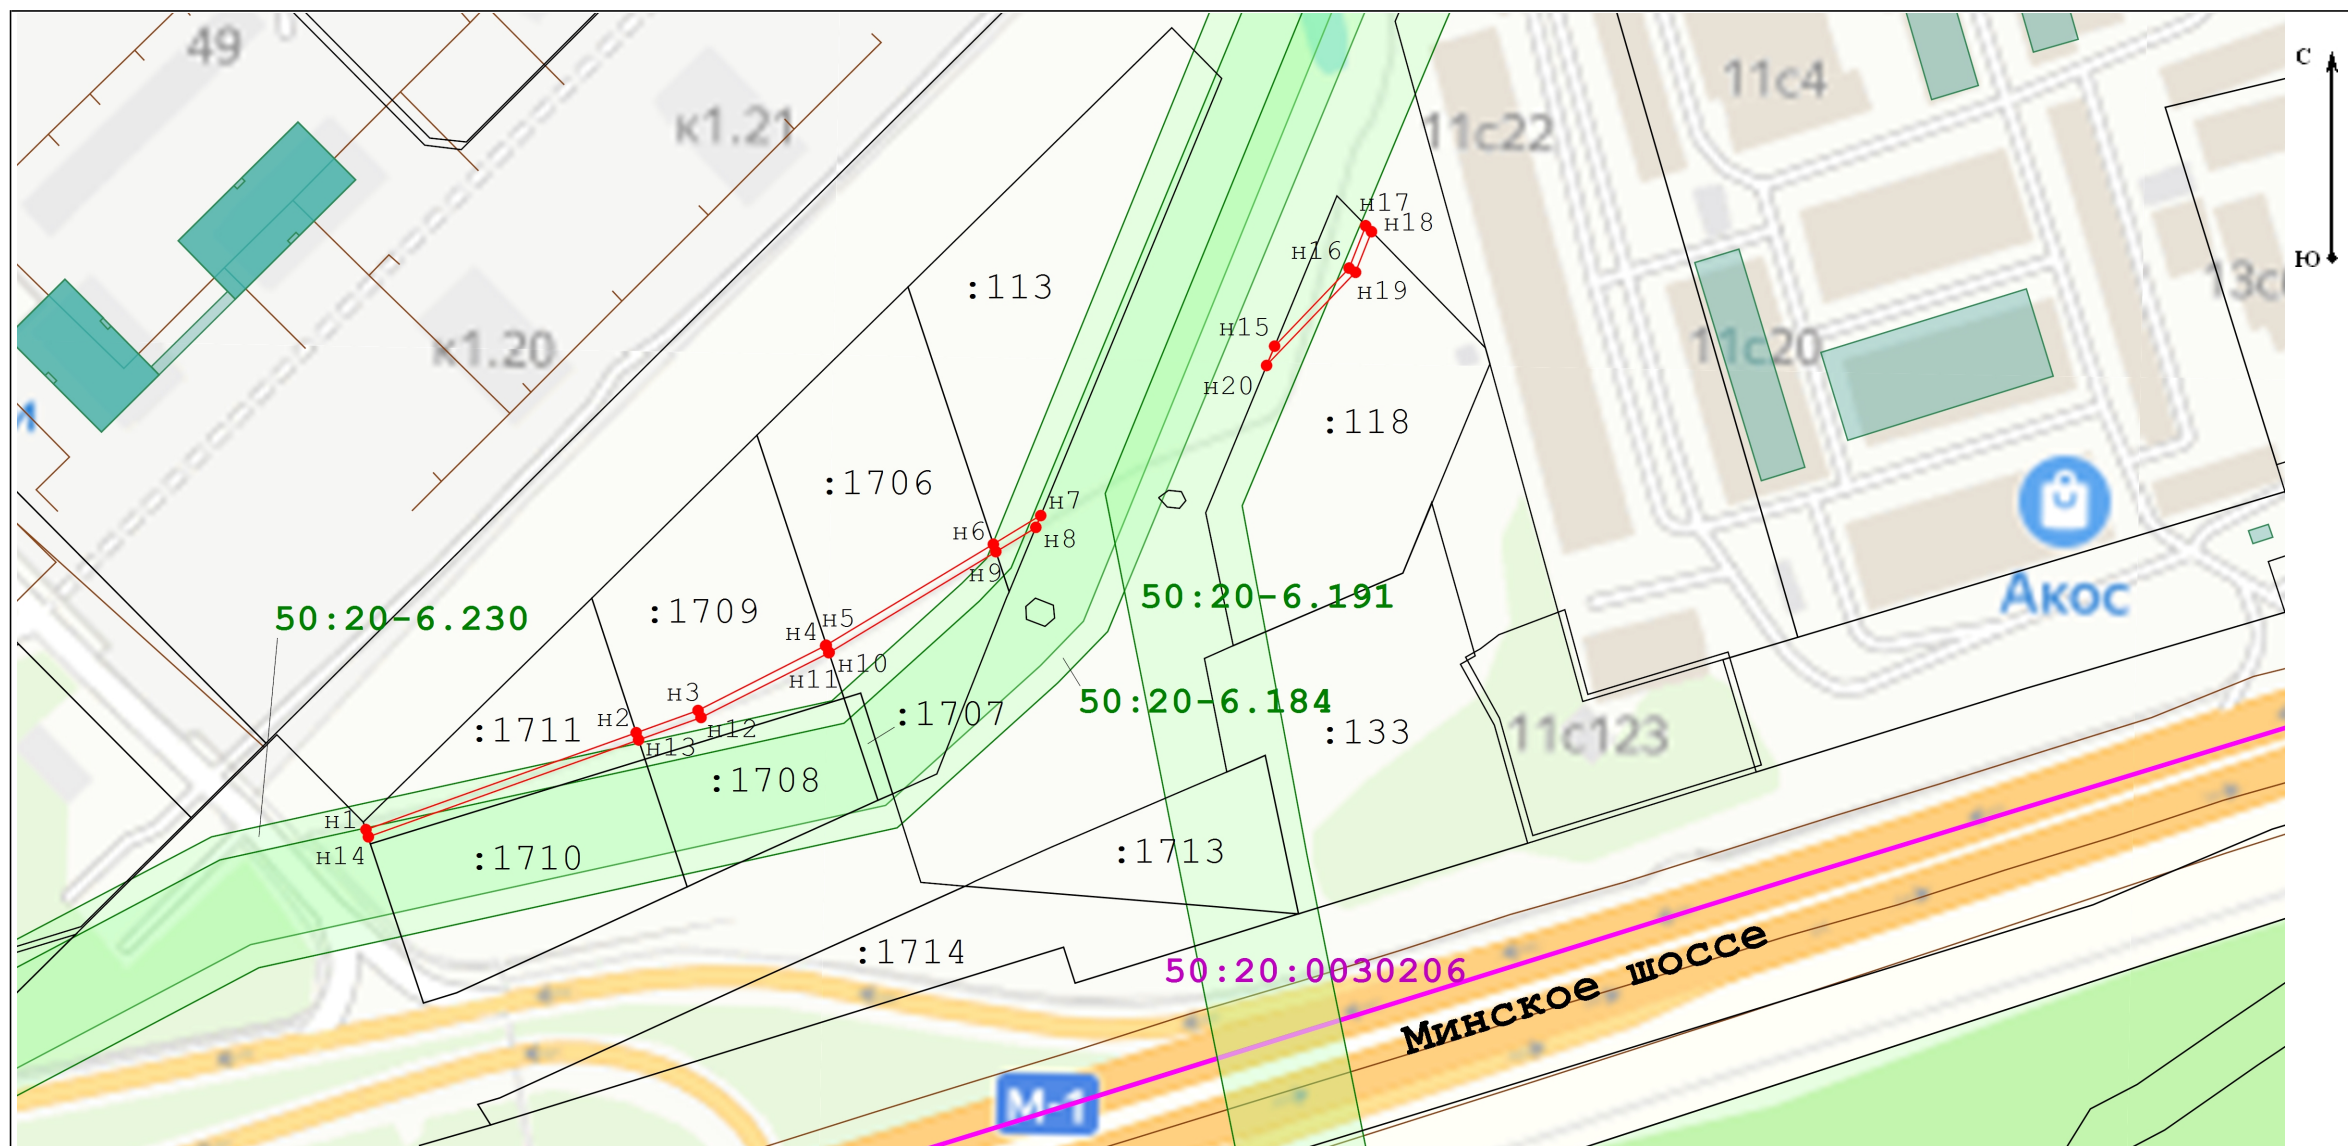 49
С
11с4
к1.21
11с22
н17
н18
н16
Ю
:113
н19
13с
н15
к1.20
11с20
н20
и
:118
:1706
н7
н6
н8
н9
50:20-6.191
Акос
:1709
50:20-6.230
н5
н4
н10
н11
н3
50:20-6.184
:1707
н2
:1711
н12
:133
11с123
н13
:1708
н1
н14
:1710
:1713
:1714
50:20:0030206
Минское шоссе
М-1